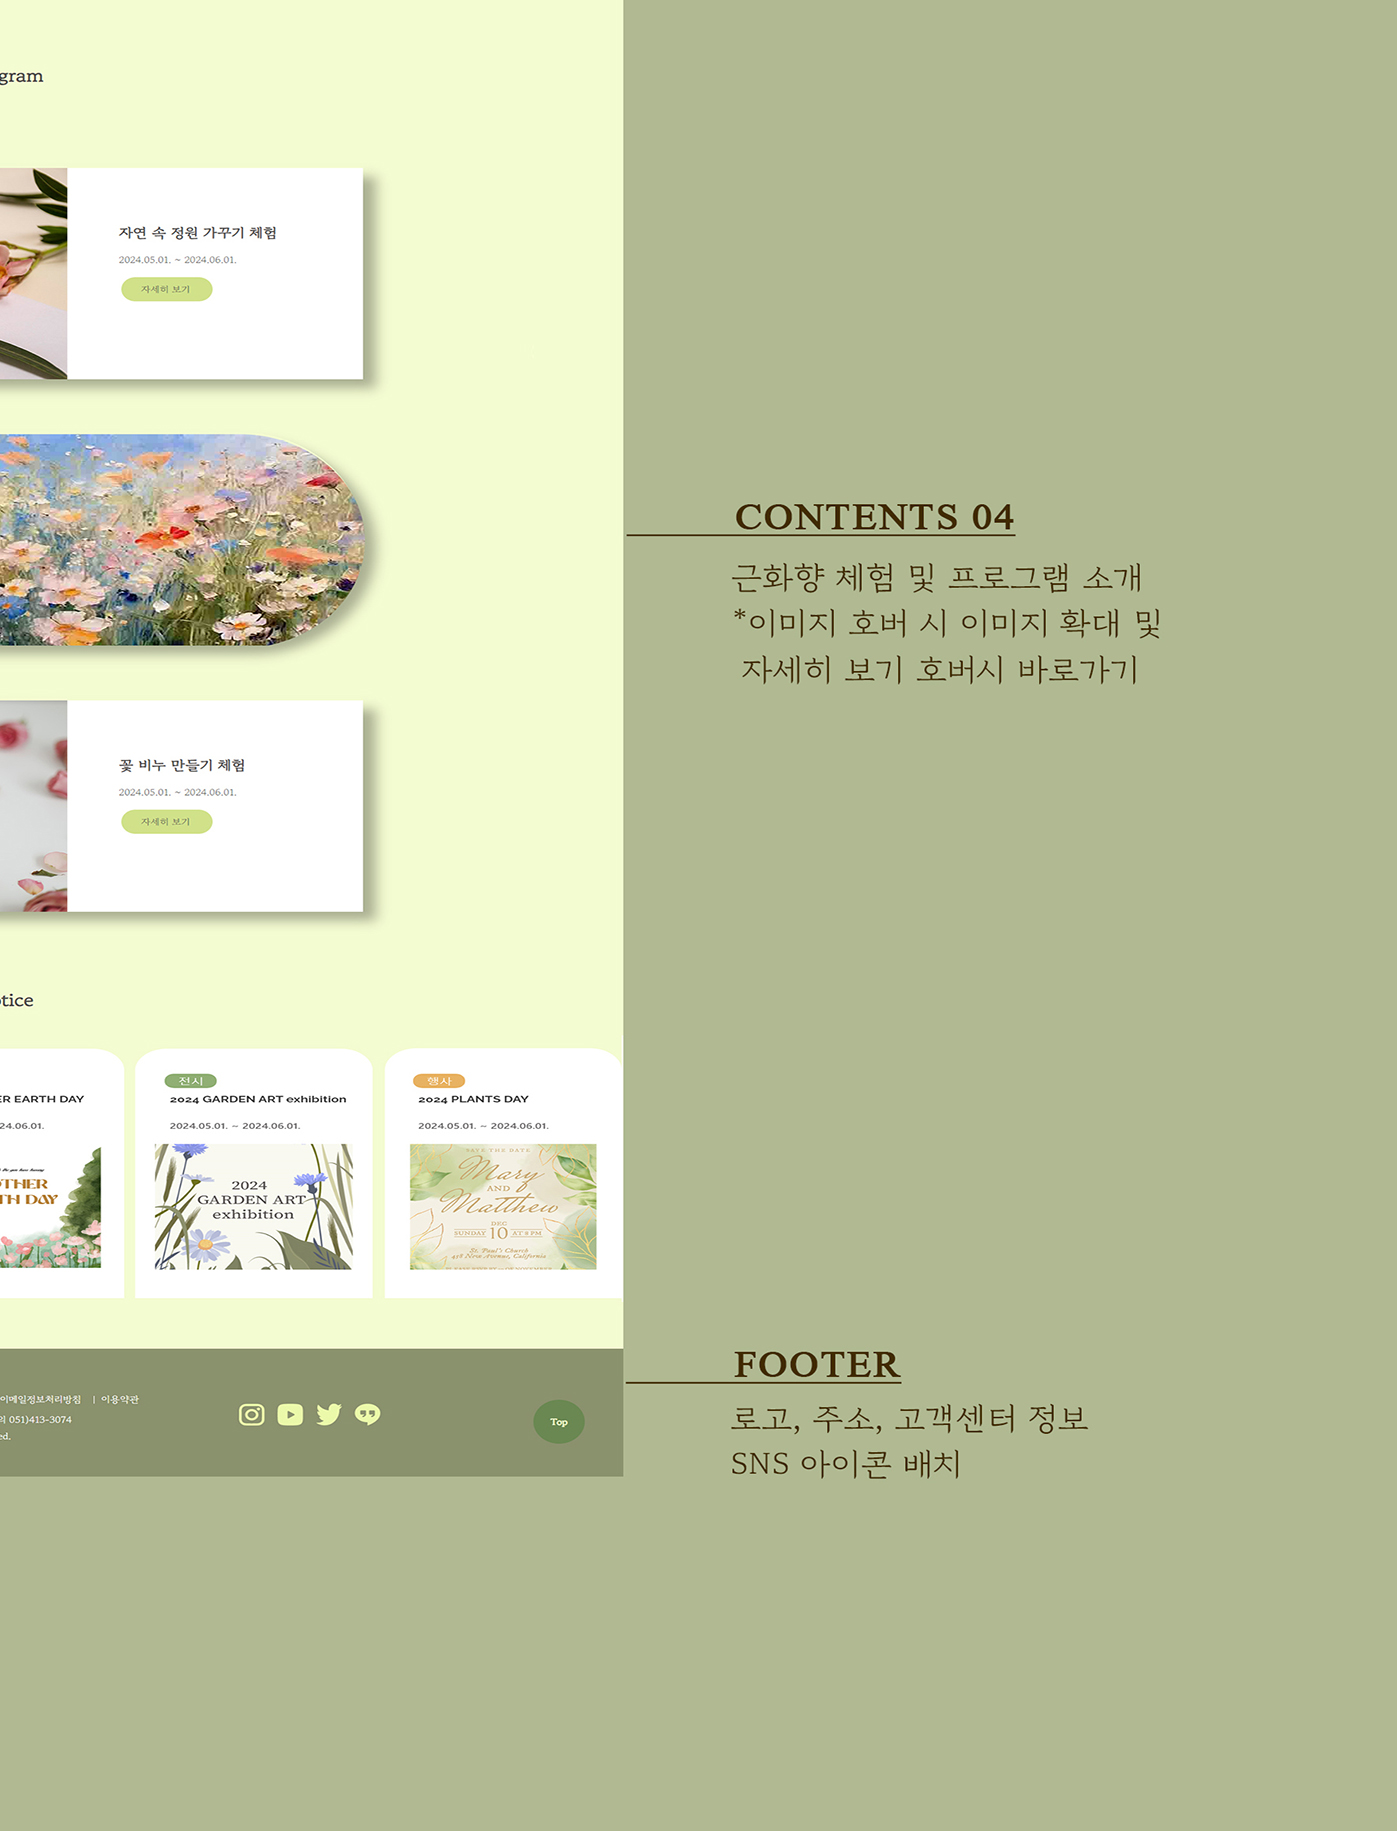 gram
자연 속 정원 가꾸기 체험
2024.05.01. ~ 2024.06.01.
자세히 보기
CONTENTS 04
근화향 체험 및 프로그램 소개
*이미지 호버 시 이미지 확대 및
자세히 보기 호버시 바로가기
꽃 비누 만들기 체험
2024.05.01. ~ 2024.06.01.
자세히 보기
otice
ER EARTH DAY
24.06.01.
OTHER
TH DAY
전시
2024 GARDEN ART exhibition
2024.05.01. ~ 2024.06.01.
2024
GARDEN ART
exhibition
행사
2024 PLANTS DAY
2024.05.01. ~ 2024.06.01.
SAVE THE DATE
Mary
AND
Matthew
DEC
SUNDAY 10 AT 8 PM
St. Paul's Church
California
이메일정보처리방침 | 이용약관
의 051)413-3074
ed.
Top
FOOTER
로고, 주소, 고객센터 정보
SNS 아이콘 배치